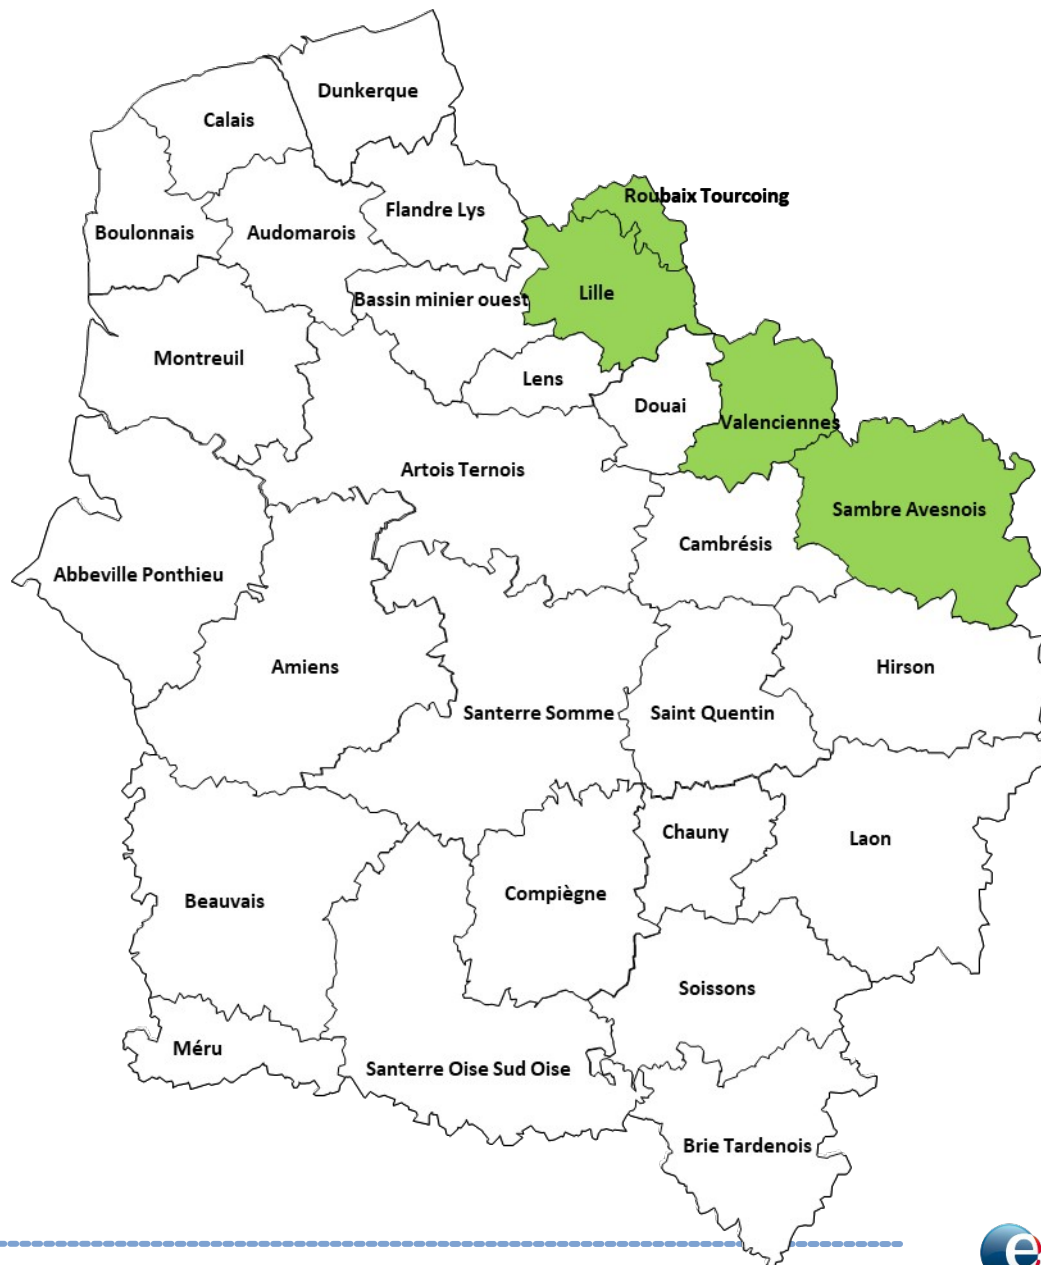 Dunkerque
Calais
Roubaix Tourcoing
Flandre Lys
Boulonnais
Audomarois
Lille
Bassin minier ouest
Montreuil
Lens
Douai
Valenciennes
Artois Ternois
Sambre Avesnois
Cambrésis
Abbeville Ponthieu
Amiens
Hirson
Santerre Somme
Saint Quentin
Chauny
Laon
Compiègne
Beauvais
Soissons
Méru
Santerre Oise Sud Oise
Brie Tardenois
e